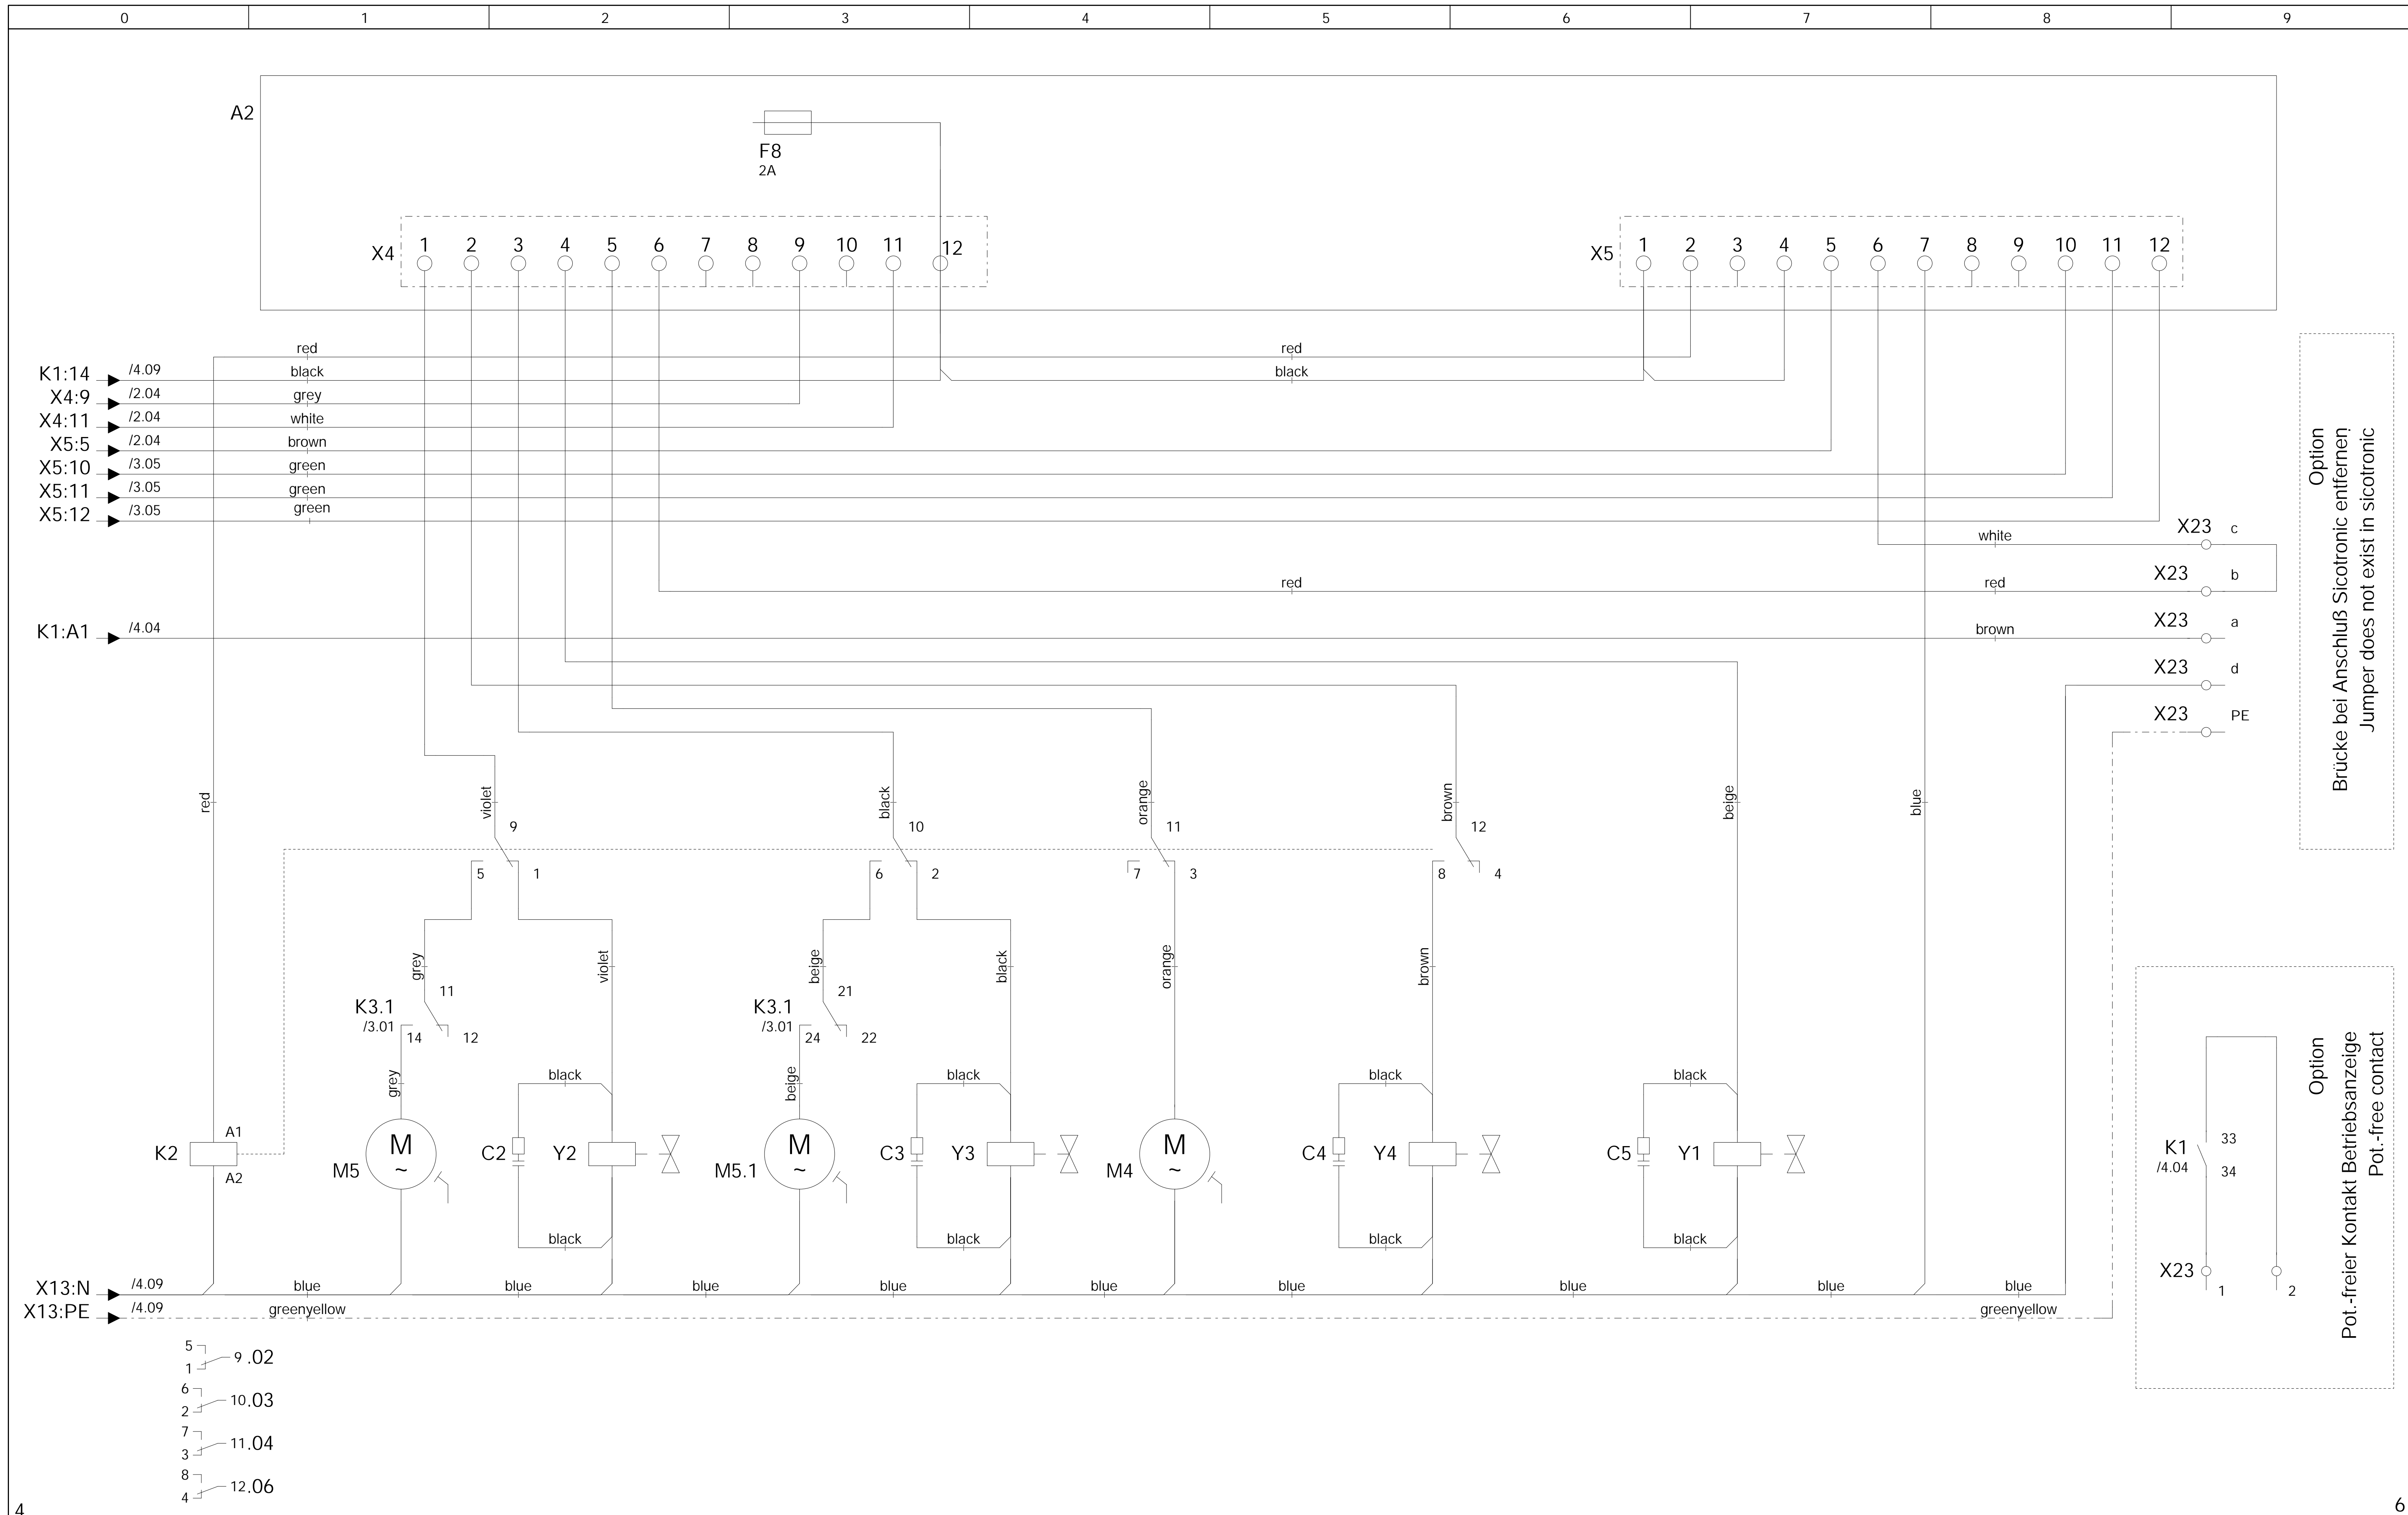 0 1 2 3 4 5 6 7 8 9
A2
F8
2A
X4 1 2 3 4 5 6 7 8 9 10 11 12
X5 1 2 3 4 5 6 7 8 9 10 11 12
red red
K1:14 /4.09 black black
X4:9 /2.04 grey
X4:11 /2.04 white
X5:5 /2.04 brown
X5:10 /3.05 green
X5:11 /3.05 green
X5:12 /3.05 green
white X23 c
red red X23 b
K1:A1 /4.04 brown X23 a
X23 d
X23 PE
Option
Brücke bei Anschluß Sicotronic entfernen
Jumper does not exist in sicotronic
red violet black orange brown beige blue
9 10 11 12
5 1 6 2 7 3 8 4
grey violet beige black orange brown
K3.1 11 K3.1 21
/3.01 14 12 /3.01 24 22
grey black beige black black black
K2 A1 A2
M
~
M5
C2 Y2
M
~
M5.1
C3 Y3
M
~
M4
C4 Y4
C5 Y1
black black black black
X13:N /4.09 blue blue blue blue blue blue blue blue blue
X13:PE /4.09 greenyellow greenyellow
Option
Pot.-freier Kontakt Betriebsanzeige
Pot.-free contact
K1 33
/4.04 34
X23 1 2
5
1 9 .02
6
2 10 .03
7
3 11 .04
8
4 12 .06
4 6